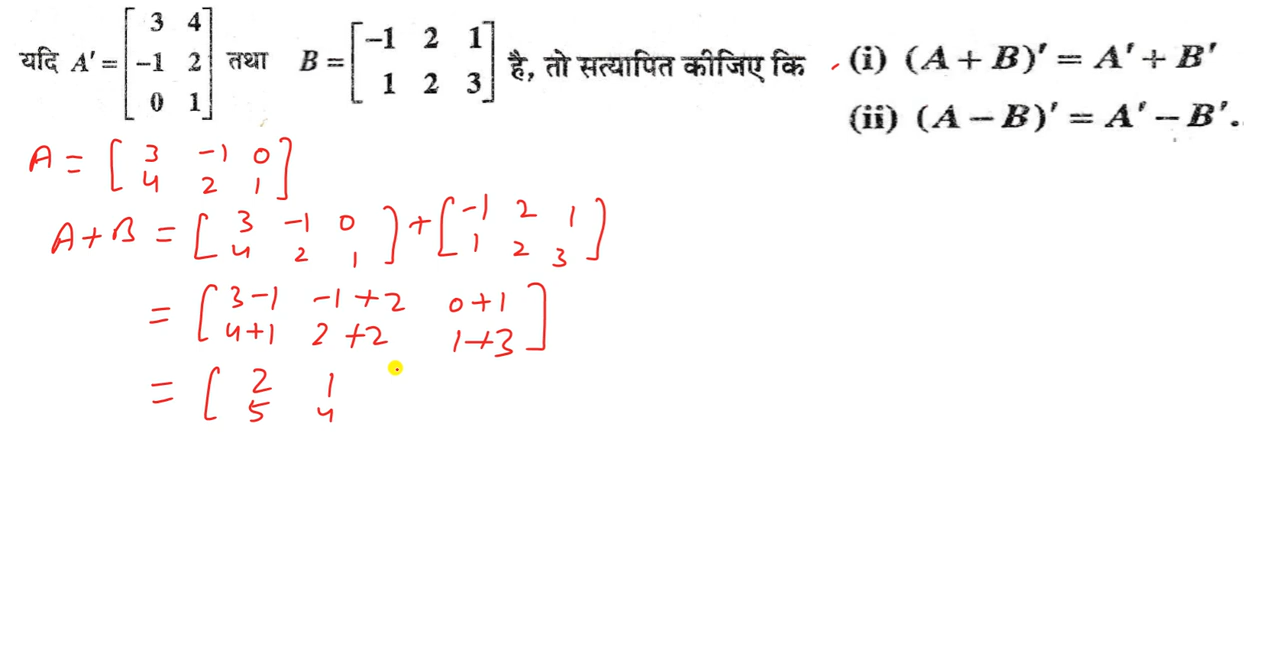 यदि A′ = [3 4 -1 2 0 1] तथा B = [-1 2 1 1 2 3] है, तो सत्यापित कीजिए कि (i) (A + B)′ = A′ + B′
(ii) (A - B)′ = A′ - B′.
A = [3 -1 0 4 2 1]
A + B = [3 -1 0 4 2 1] + [-1 2 1 1 2 3]
= [3-1 -1+2 0+1 4+1 2+2 1+3]
= [2 1 5 4